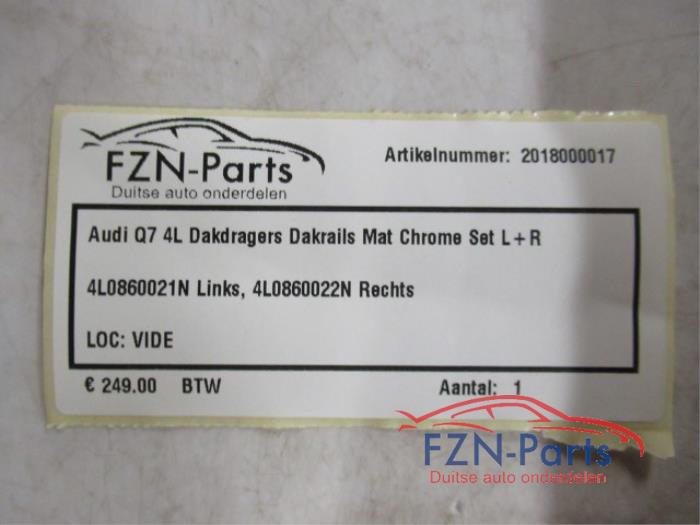 FZN-Parts
Duitse auto onderdelen
Artikelnummer: 2018000017
Audi Q7 4L Dakdragers Dakrails Mat Chrome Set L+R
4L0860021N Links, 4L0860022N Rechts
LOC: VIDE
€ 249.00 BTW Aantal: 1
FZN-Parts
Duitse auto onderdelen